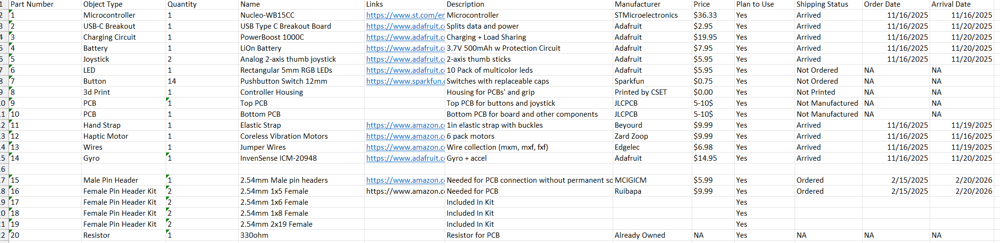 1 Part Number Object Type Quantity Name Links Description Manufacturer Price Plan to Use Shipping Status Order Date Arrival Date
2 1 Microcontroller 1 Nucleo-WB15CC https://www.st.com/er Microcontroller STMicroelectronics $36.33 Yes Arrived 11/16/2025 11/16/2025
3 2 USB-C Breakout 1 USB Type C Breakout Board https://www.adafruit.c Splits data and power Adafruit $2.95 Yes Arrived 11/16/2025 11/20/2025
4 3 Charging Circuit 1 PowerBoost 1000C https://www.adafruit.c Charging + Load Sharing Adafruit $19.95 Yes Arrived 11/16/2025 11/20/2025
5 4 Battery 1 LiOn Battery https://www.adafruit.c 3.7V 500mAh w Protection Circuit Adafruit $7.95 Yes Arrived 11/16/2025 11/20/2025
6 5 Joystick 2 Analog 2-axis thumb joystick https://www.adafruit.c 2-axis thumb sticks Adafruit $5.95 Yes Arrived 11/16/2025 11/20/2025
7 6 LED 1 Rectangular 5mm RGB LEDs https://www.adafruit.c 10 Pack of multicolor leds Adafruit $5.95 Yes Not Ordered NA NA
8 7 Button 14 Pushbutton Switch 12mm https://www.sparkfun.c Switches with replaceable caps Sparkfun $0.75 Yes Not Ordered NA NA
9 8 3d Print 1 Controller Housing Housing for PCBs' and grip Printed by CSET $0.00 Yes Not Printed NA NA
.0 9 PCB 1 Top PCB Top PCB for buttons and joystick JLCPCB 5-10$ Yes Not Manufactured NA NA
.1 10 PCB 1 Bottom PCB Bottom PCB for board and other components JLCPCB 5-10$ Yes Not Manufactured NA NA
.2 11 Hand Strap 1 Elastic Strap https://www.amazon.c 1in elastic strap with buckles Beyourd $9.99 Yes Arrived 11/16/2025 11/19/2025
.3 12 Haptic Motor 1 Coreless Vibration Motors https://www.amazon.c 6 pack motors Zard Zoop $9.99 Yes Arrived 11/16/2025 11/16/2025
.4 13 Wires 1 Jumper Wires https://www.amazon.c Wire collection (mxm, mxf, fxf) Edgelec $6.98 Yes Arrived 11/16/2025 11/19/2025
.5 14 Gyro 1 InvenSense ICM-20948 https://www.adafruit.c Gyro + accel Adafruit $14.95 Yes Arrived 11/16/2025 11/20/2025
.6
.7 15 Male Pin Header 1 2.54mm Male pin headers https://www.amazon.c Needed for PCB connection without permanent so MCIGICM $5.99 Yes Ordered 2/15/2025 2/20/2026
.8 16 Female Pin Header Kit 2 2.54mm 1x5 Female https://www.amazon.c Needed for PCB Ruibapa $9.99 Yes Ordered 2/15/2025 2/20/2026
.9 17 Female Pin Header Kit 2 2.54mm 1x6 Female Included In Kit Yes
20 18 Female Pin Header Kit 2 2.54mm 1x8 Female Included In Kit Yes
21 19 Female Pin Header Kit 2 2.54mm 2x19 Female Included In Kit Yes
22 20 Resistor 1 330ohm Resistor for PCB Already Owned NA Yes NA NA NA